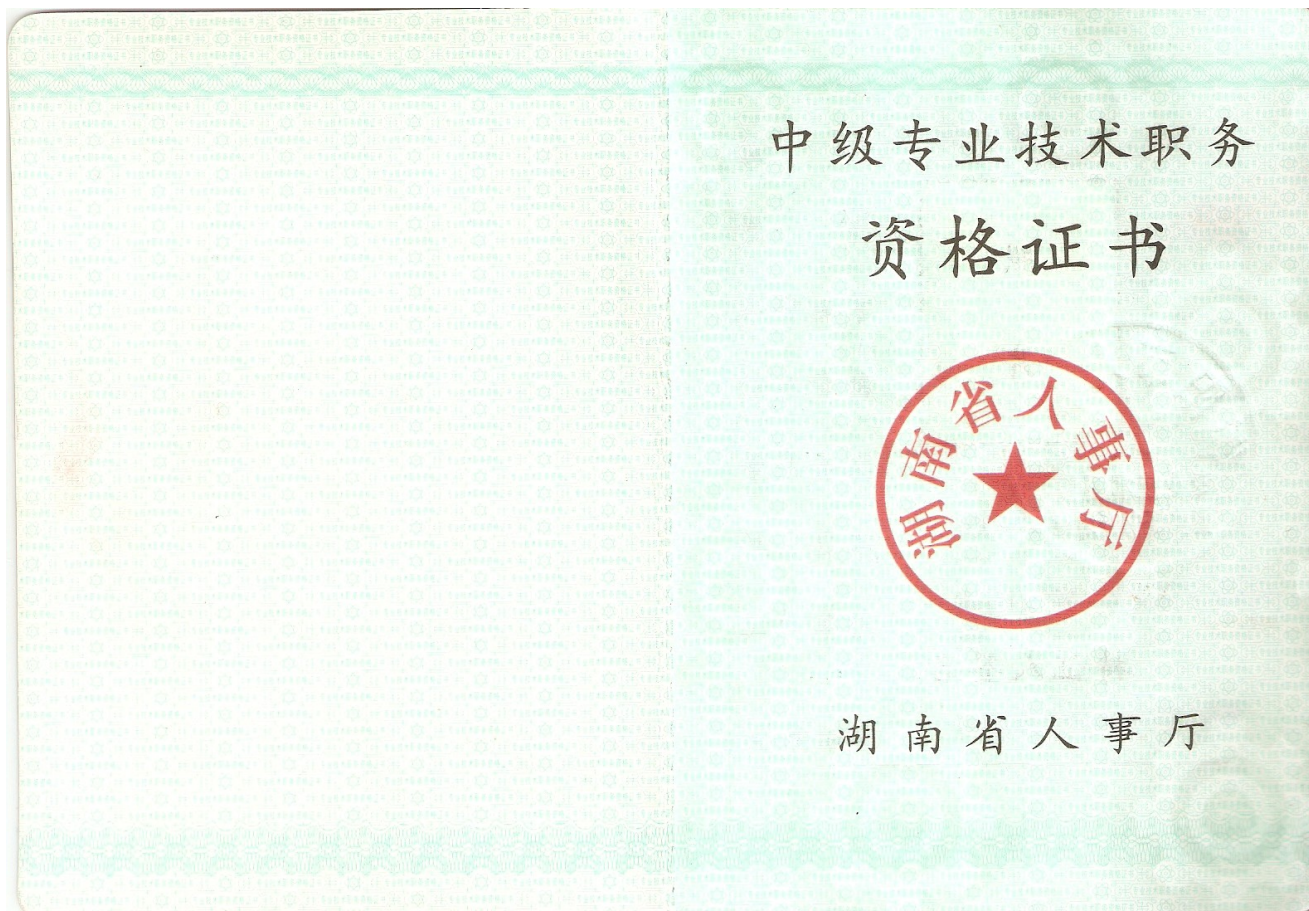 中级专业技术职务
资格证书
湖南省人事厅
湖南省人事厅